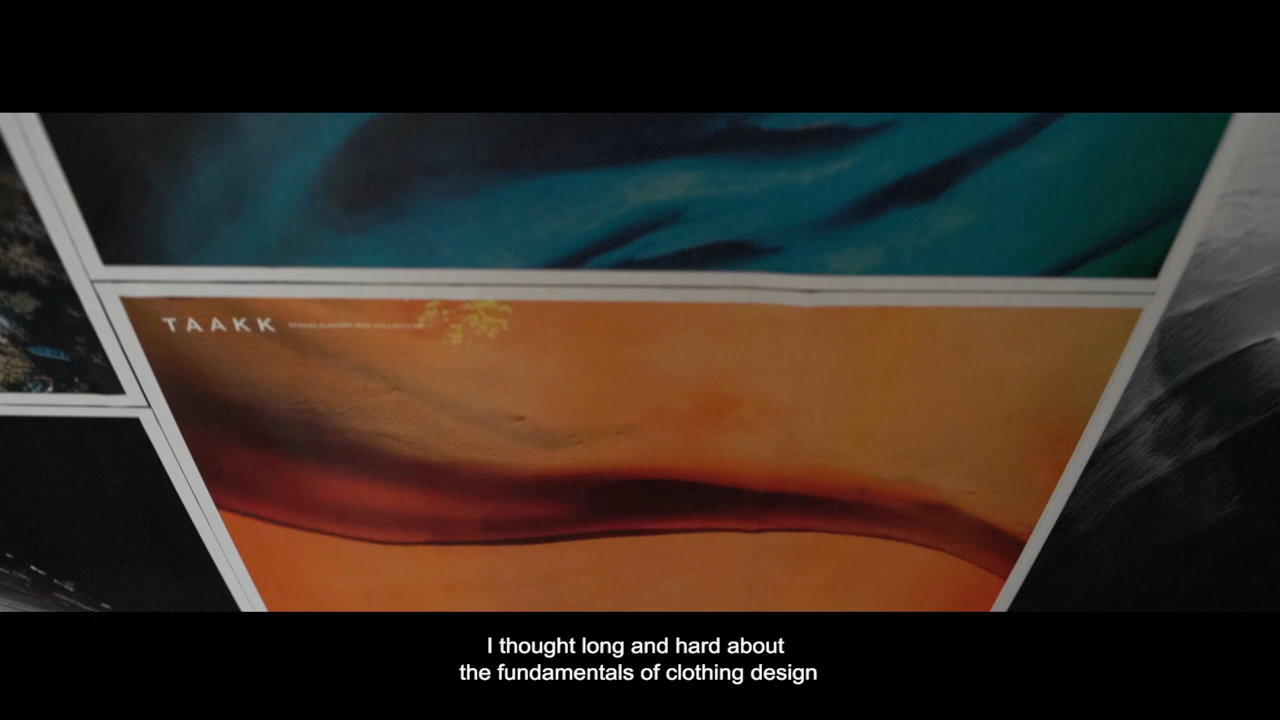 TAAKK
I thought long and hard about
the fundamentals of clothing design